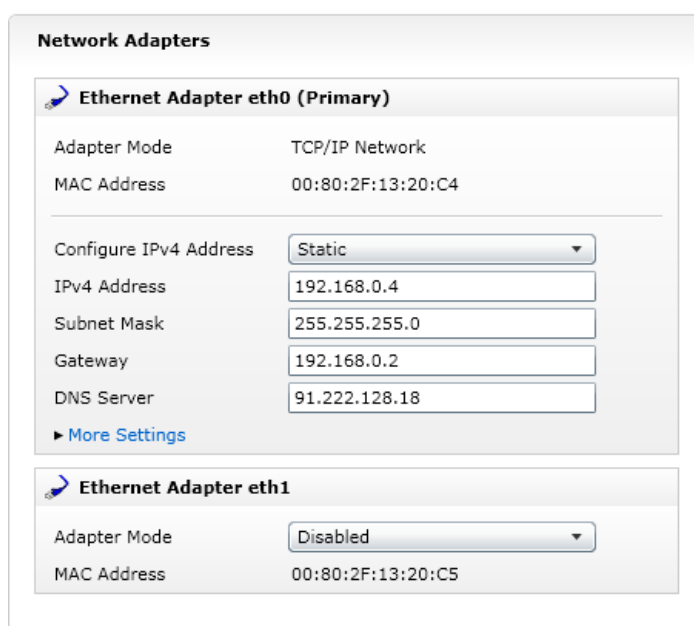 Network Adapters
Ethernet Adapter eth0 (Primary)
Adapter Mode TCP/IP Network
MAC Address 00:80:2F:13:20:C4
Configure IPv4 Address Static
IPv4 Address 192.168.0.4
Subnet Mask 255.255.255.0
Gateway 192.168.0.2
DNS Server 91.222.128.18
More Settings
Ethernet Adapter eth1
Adapter Mode Disabled
MAC Address 00:80:2F:13:20:C5